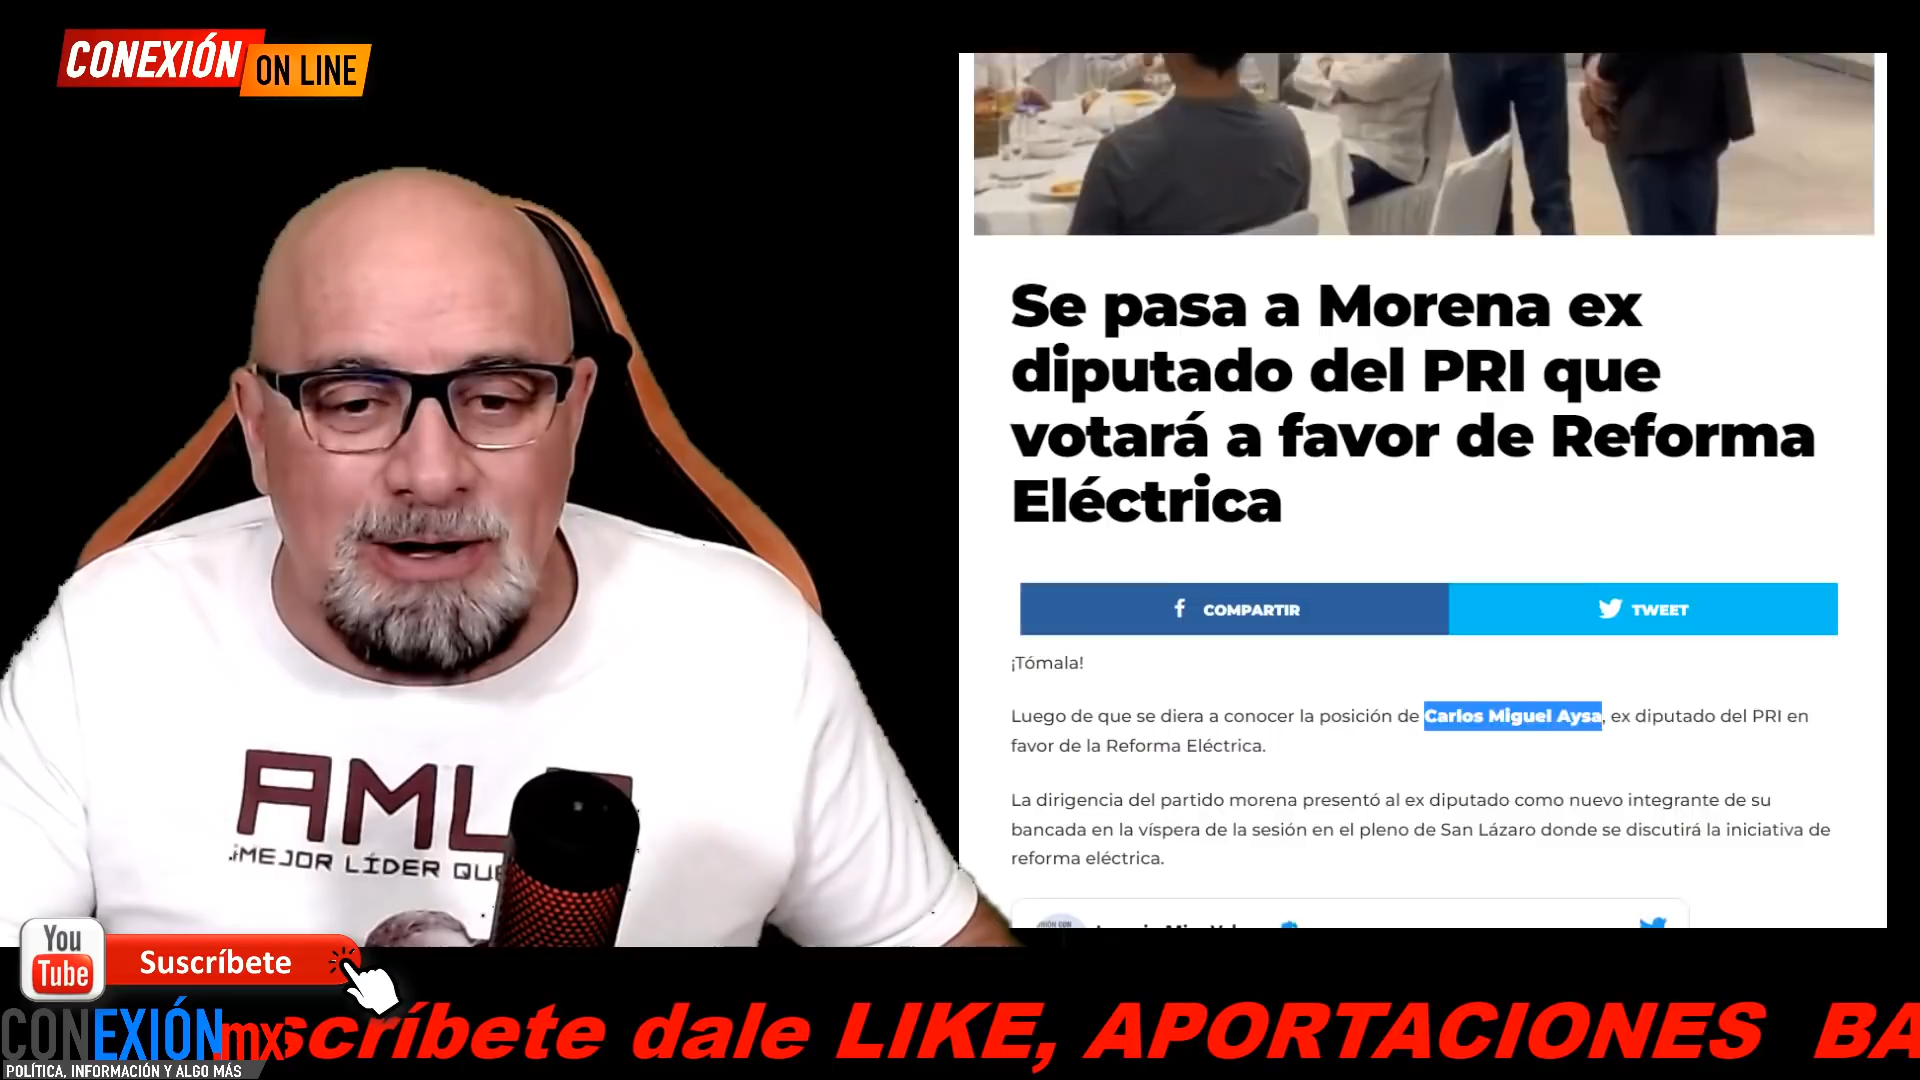 CONEXIÓN
ON LINE
Se pasa a Morena ex
diputado del PRI que
votará a favor de Reforma
Eléctrica
COMPARTIR
TWEET
¡Tómala!
Luego de que se diera a conocer la posición de Carlos Miguel Aysa, ex diputado del PRI en
favor de la Reforma Eléctrica.
La dirigencia del partido morena presentó al ex diputado como nuevo integrante de su
bancada en la víspera de la sesión en el pleno de San Lázaro donde se discutirá la iniciativa de
reforma eléctrica.
AML
¡MEJOR LÍDER QUE
You
Tube
Suscríbete
scríbete dale LIKE, APORTACIONES BA
CONEXIÓN.mx
POLÍTICA, INFORMACIÓN Y ALGO MÁS